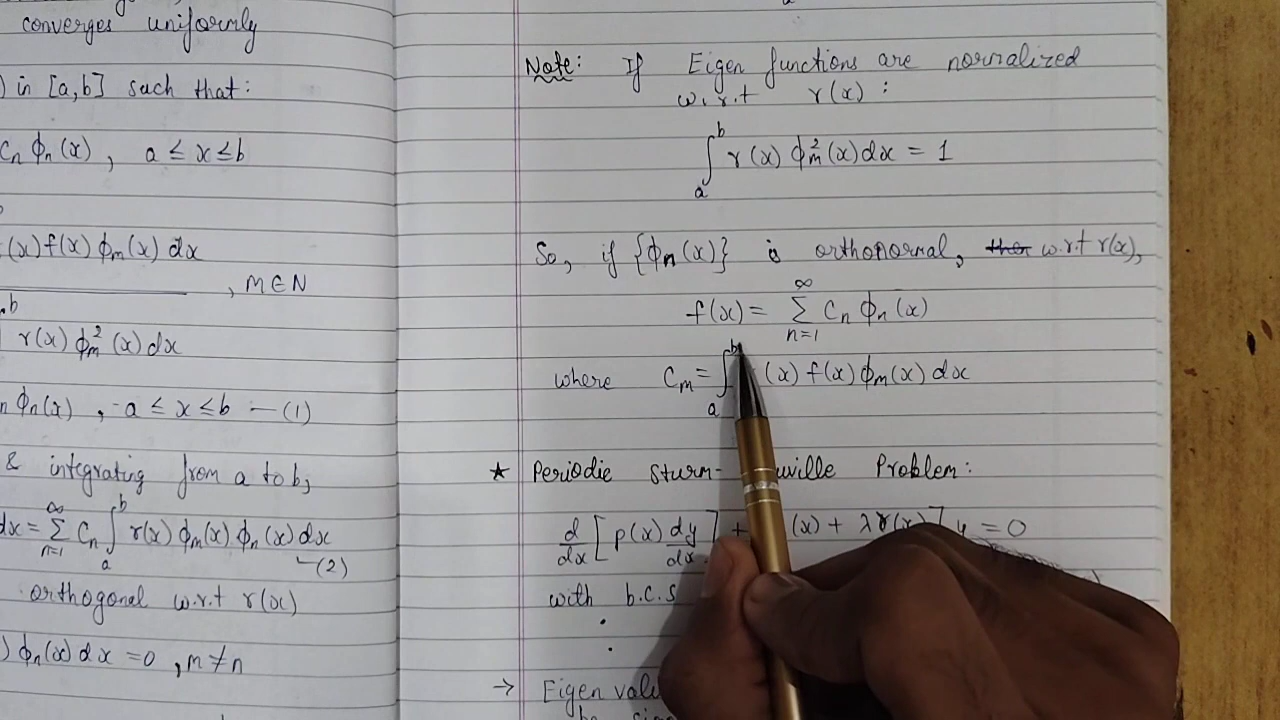 converges uniformly
) in [a,b] such that:
Cn ϕn(x), a ≤ x ≤ b
(x) f(x) ϕm(x) dx
, m ∈ N
b
r(x) ϕm²(x) dx
ϕn(x), a ≤ x ≤ b —(1)
& integrating from a to b,
dx = ∞ Σ n=1 Cn ∫ a b r(x) ϕm(x) ϕn(x) dx
—(2)
orthogonal w.r.t r(x)
) ϕn(x) dx = 0, m ≠ n
Note: If Eigen functions are normalized
w.r.t r(x):
∫ a b r(x) ϕm²(x) dx = 1
So, if {ϕn(x)} is orthonormal, then w.r.t r(x),
f(x) = ∞ Σ n=1 Cn ϕn(x)
where Cm = ∫ a b (x) f(x) ϕm(x) dx
★ Periodic Sturm- uville Problem:
d/dx [p(x) dy/dx] + (x) + λr(x)] y = 0
with b.c.s
→ Eigen val